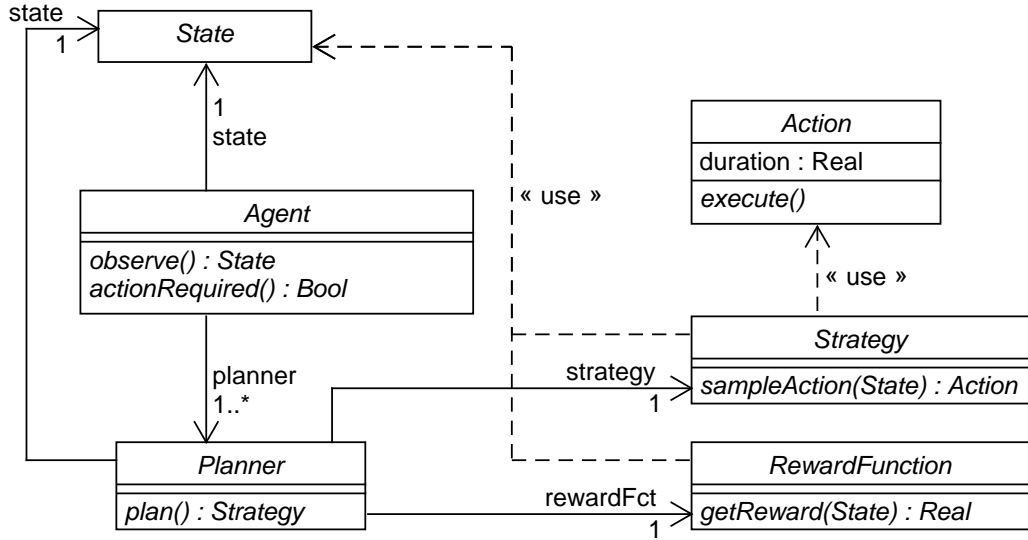 state
1
State
1
state
Action
duration : Real
execute()
« use »
Agent
observe() : State
actionRequired() : Bool
« use »
planner
1..*
strategy
1
Strategy
sampleAction(State) : Action
Planner
plan() : Strategy
rewardFct
1
RewardFunction
getReward(State) : Real